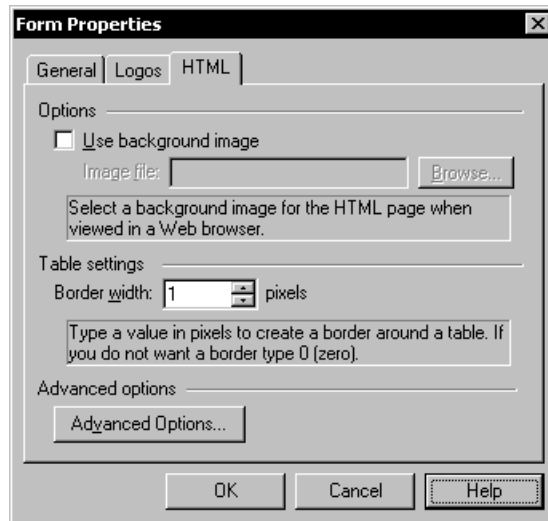 Form Properties
General Logos HTML
Options
Use background image
Image file: Browse...
Select a background image for the HTML page when
viewed in a Web browser.
Table settings
Border width: 1 pixels
Type a value in pixels to create a border around a table. If
you do not want a border type 0 (zero).
Advanced options
Advanced Options...
OK Cancel Help